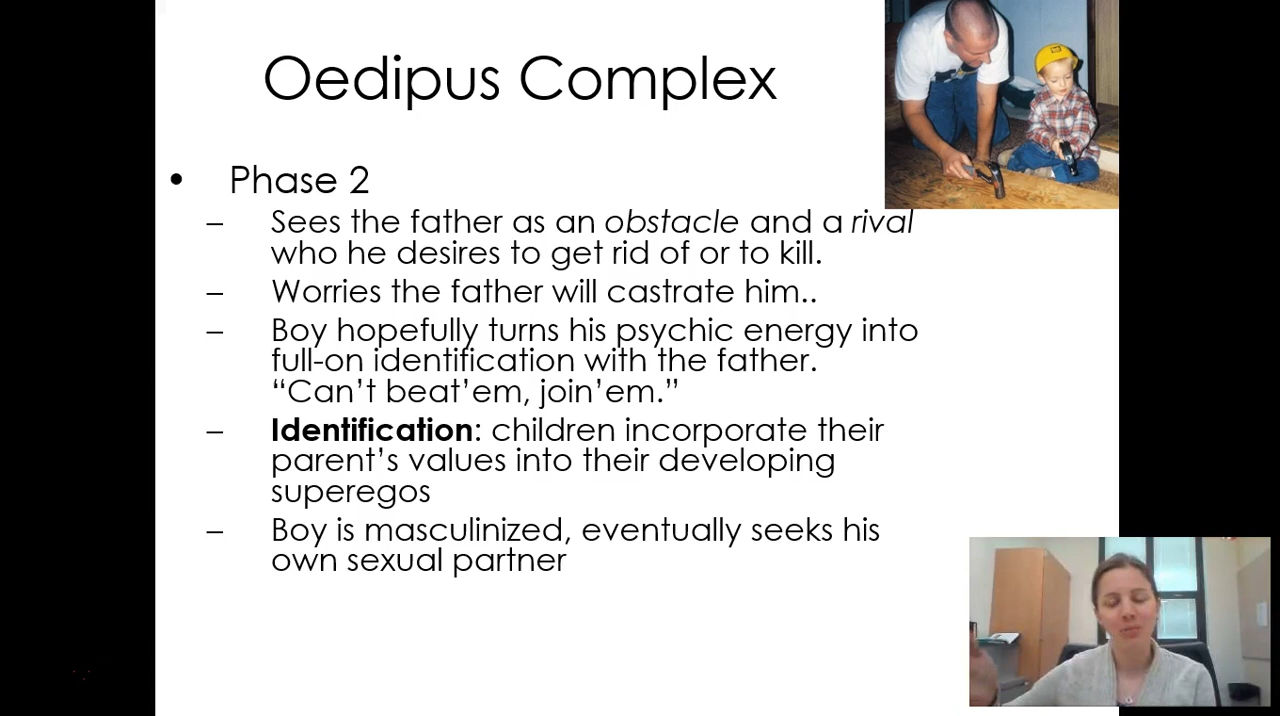 Oedipus Complex
• Phase 2
– Sees the father as an obstacle and a rival
who he desires to get rid of or to kill.
– Worries the father will castrate him..
– Boy hopefully turns his psychic energy into
full-on identification with the father.
“Can’t beat’em, join’em.”
– Identification: children incorporate their
parent’s values into their developing
superegos
– Boy is masculinized, eventually seeks his
own sexual partner